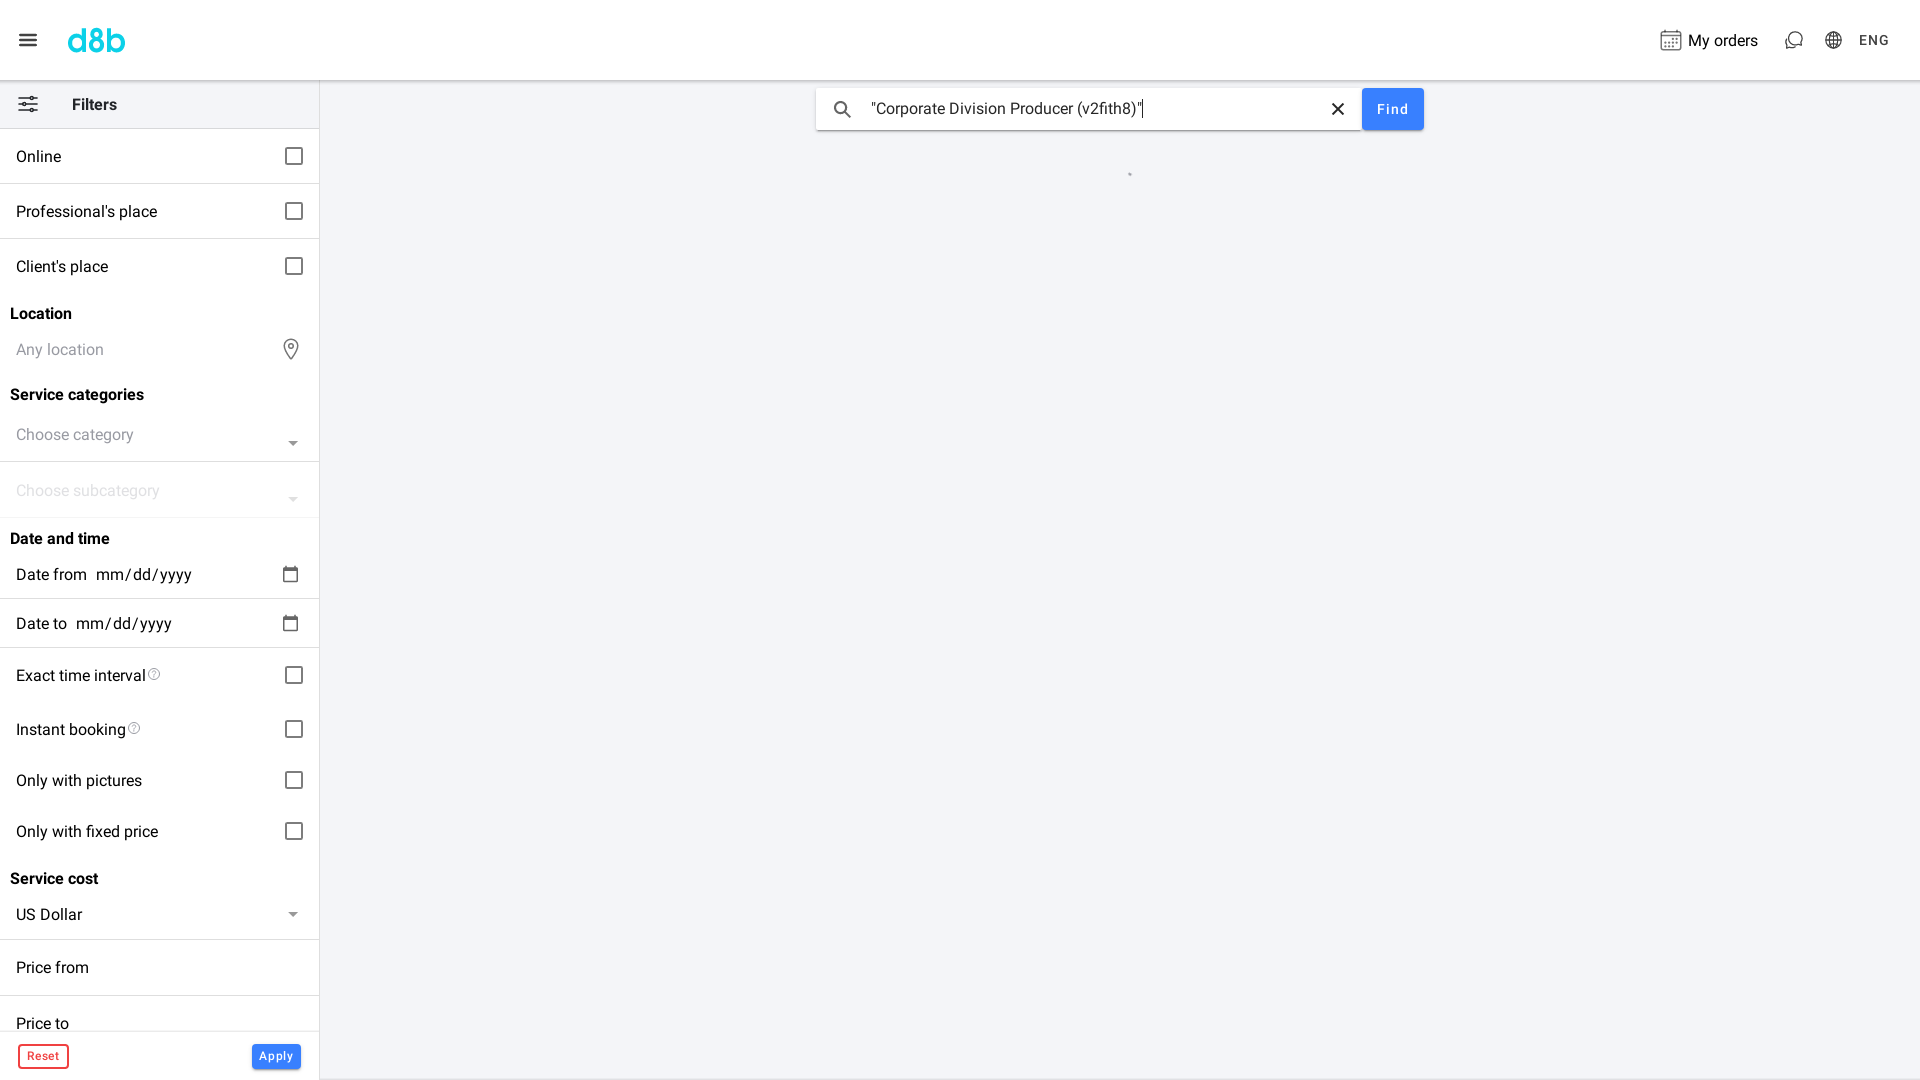 d8b
My orders
ENG
Filters
"Corporate Division Producer (v2fith8)"
Find
Online
Professional's place
Client's place
Location
Any location
Service categories
Choose category
Choose subcategory
Date and time
Date from mm/dd/yyyy
Date to mm/dd/yyyy
Exact time interval
Instant booking
Only with pictures
Only with fixed price
Service cost
US Dollar
Price from
Price to
Reset
Apply